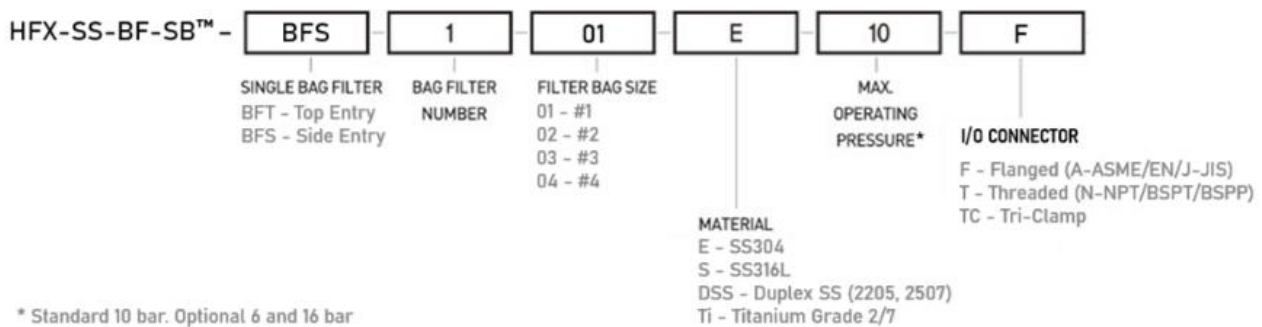 HFX-SS-BF-SB™ - BFS - 1 - 01 - E - 10 - F
SINGLE BAG FILTER
BFT - Top Entry
BFS - Side Entry
BAG FILTER
NUMBER
FILTER BAG SIZE
01 - #1
02 - #2
03 - #3
04 - #4
MATERIAL
E - SS304
S - SS316L
DSS - Duplex SS (2205, 2507)
Ti - Titanium Grade 2/7
MAX.
OPERATING
PRESSURE*
I/O CONNECTOR
F - Flanged (A-ASME/EN/J-JIS)
T - Threaded (N-NPT/BSPT/BSPP)
TC - Tri-Clamp
* Standard 10 bar. Optional 6 and 16 bar